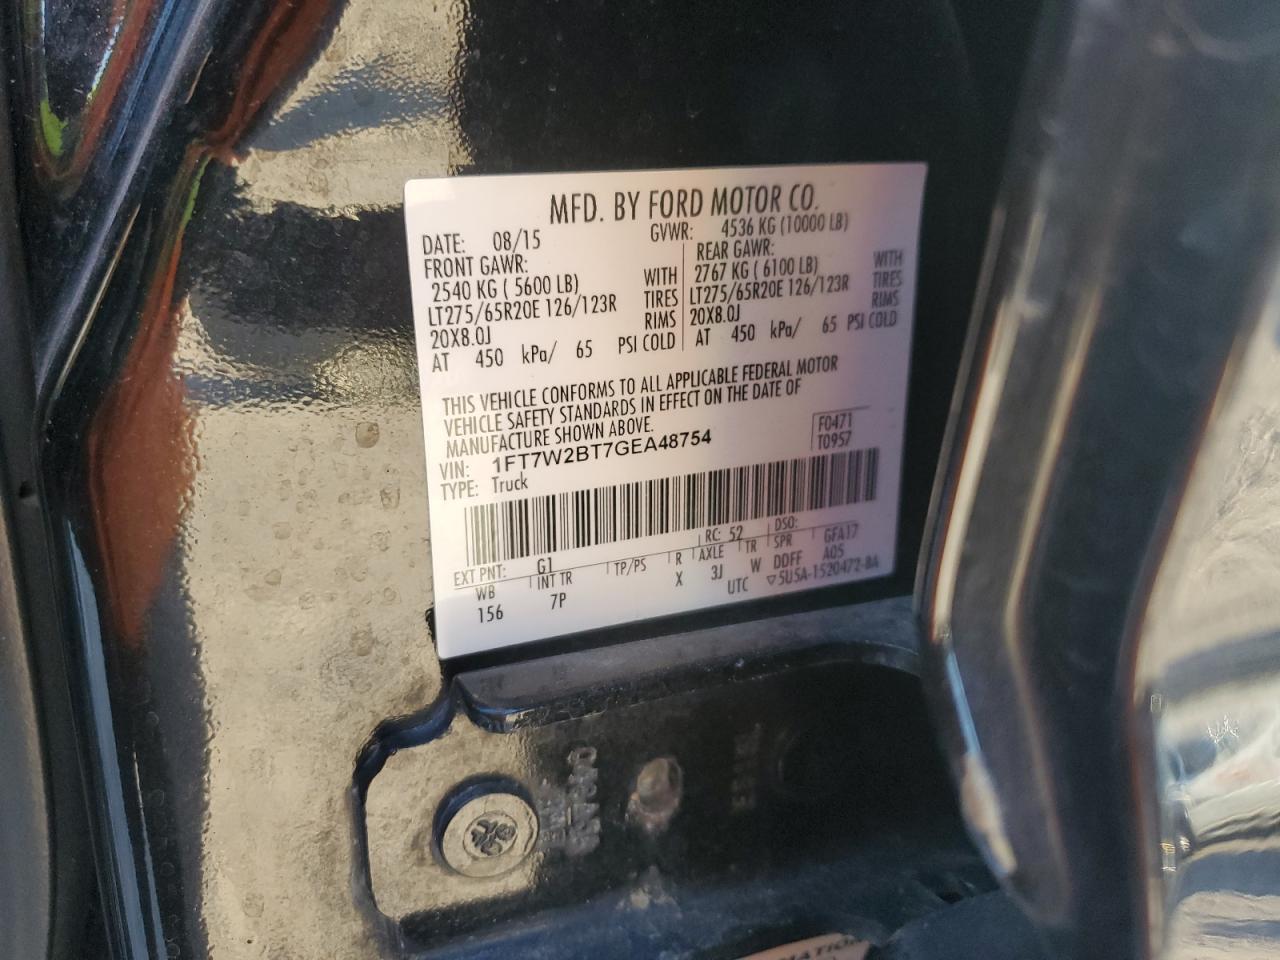 MFD. BY FORD MOTOR CO.
DATE: 08/15 GVWR: 4536 KG (10000 LB)
FRONT GAWR: REAR GAWR:
2540 KG ( 5600 LB) WITH 2767 KG ( 6100 LB) WITH
LT275/65R20E 126/123R TIRES LT275/65R20E 126/123R TIRES
20X8.0J RIMS 20X8.0J RIMS
AT 450 kPa/ 65 PSI COLD AT 450 kPa/ 65 PSI COLD
THIS VEHICLE CONFORMS TO ALL APPLICABLE FEDERAL MOTOR
VEHICLE SAFETY STANDARDS IN EFFECT ON THE DATE OF
MANUFACTURE SHOWN ABOVE.
VIN: 1FT7W2BT7GEA48754 F0471
TYPE: Truck T0957
EXT PNT: G1 RC: 52 DSO:
WB INT TR TP/PS R AXLE TR SPR GFA17
156 7P X 3J W DDFF A05
UTC ▽5U5A-1520472-BA